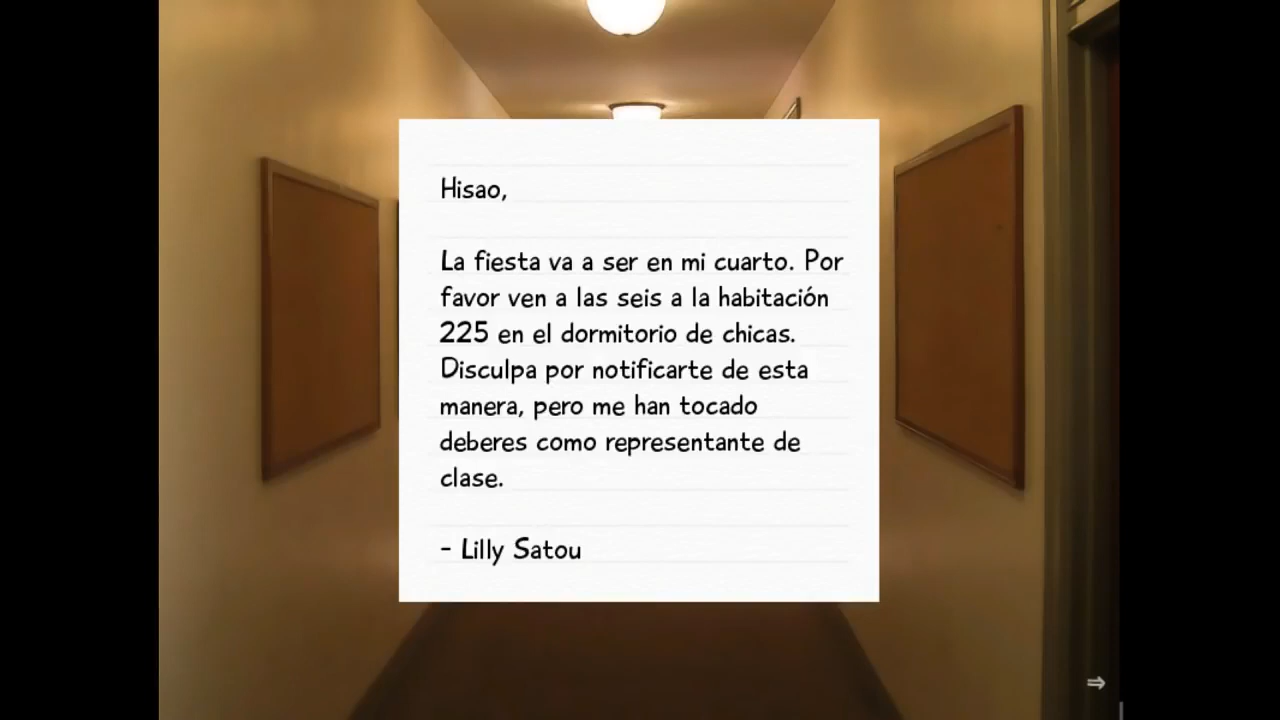 Hisao,
La fiesta va a ser en mi cuarto. Por
favor ven a las seis a la habitación
225 en el dormitorio de chicas.
Disculpa por notificarte de esta
manera, pero me han tocado
deberes como representante de
clase.
- Lilly Satou